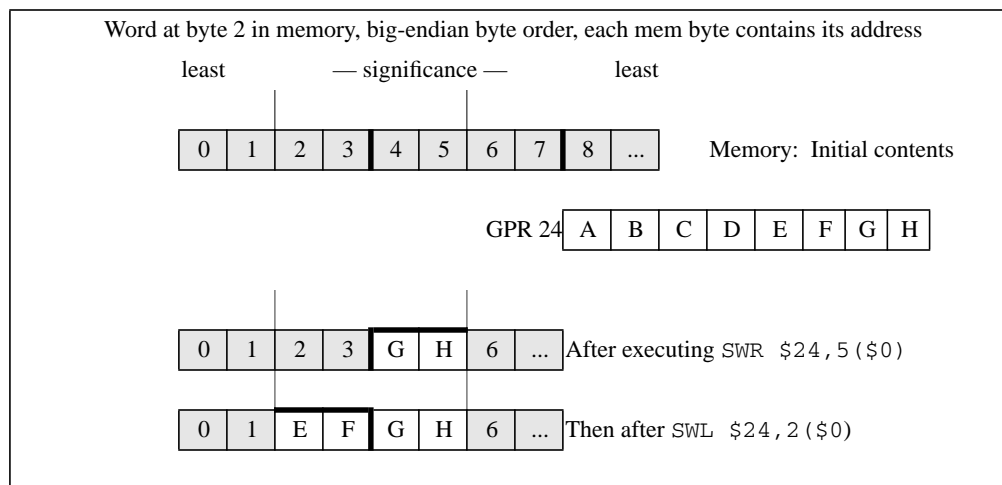 Word at byte 2 in memory, big-endian byte order, each mem byte contains its address
least — significance — least
0 1 2 3 4 5 6 7 8 ... Memory: Initial contents
GPR 24 A B C D E F G H
0 1 2 3 G H 6 ... After executing SWR $24,5($0)
0 1 E F G H 6 ... Then after SWL $24,2($0)